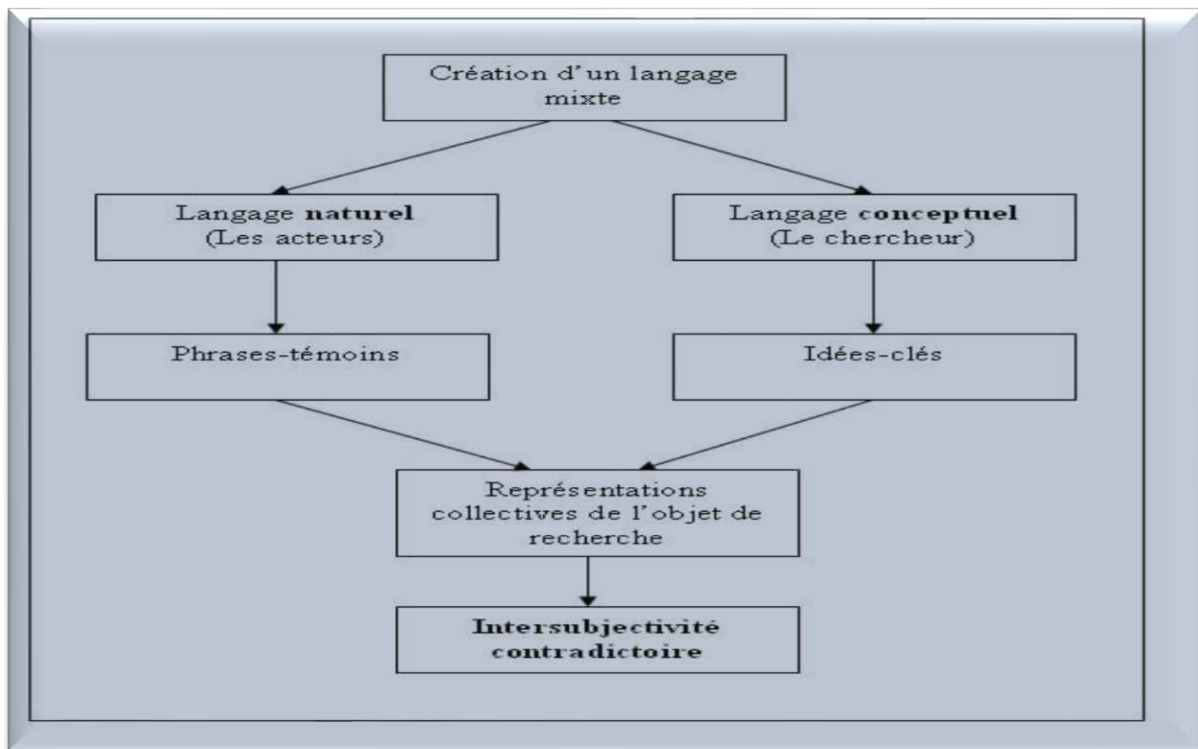 Création d'un langage
mixte
Langage naturel
(Les acteurs)
Langage conceptuel
(Le chercheur)
Phrases-témoins
Idées-clés
Représentations
collectives de l'objet de
recherche
Intersubjectivité
contradictoire